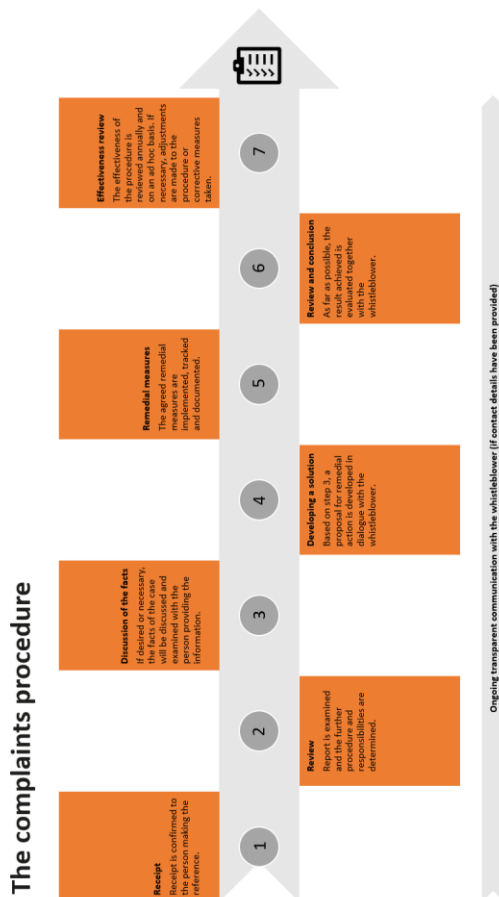 The complaints procedure
Receipt
Receipt is confirmed to
the person making the
reference.
Discussion of the facts
If desired or necessary,
the facts of the case
will be discussed and
examined with the
person providing the
information.
Remedial measures
The agreed remedial
measures are
implemented, tracked
and documented.
Effectiveness review
The effectiveness of
the procedure is
reviewed annually and
on an ad hoc basis. If
necessary, adjustments
are made to the
procedure or
corrective measures
taken.
1
2
3
4
5
6
7
Review
Report is examined
and the further
procedure and
responsibilities are
determined.
Developing a solution
Based on step 3, a
proposal for remedial
action is developed in
dialogue with the
whistleblower.
Review and conclusion
As far as possible, the
result achieved is
evaluated together
with the
whistleblower.
Ongoing transparent communication with the whistleblower (if contact details have been provided)